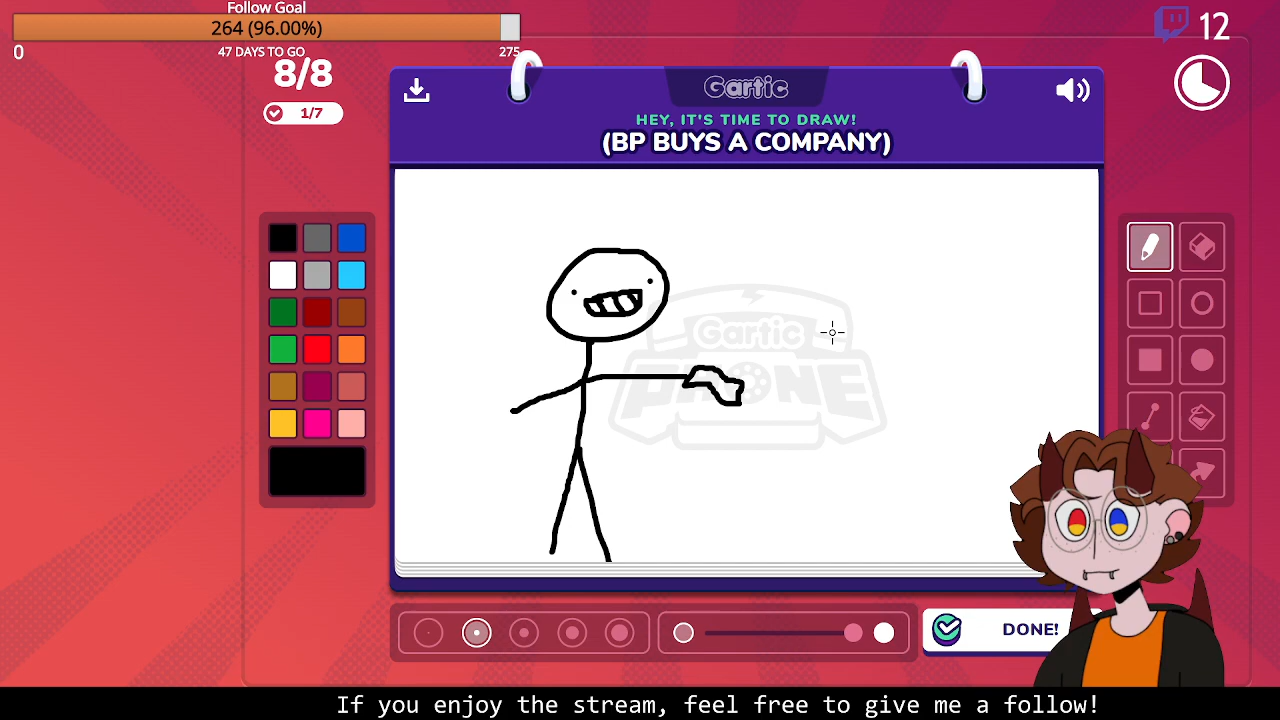 Follow Goal
264 (96.00%)
0
47 DAYS TO GO
275
12
8/8
1/7
Gartic
HEY, IT'S TIME TO DRAW!
(BP BUYS A COMPANY)
Gartic
PHONE
DONE!
If you enjoy the stream, feel free to give me a follow!